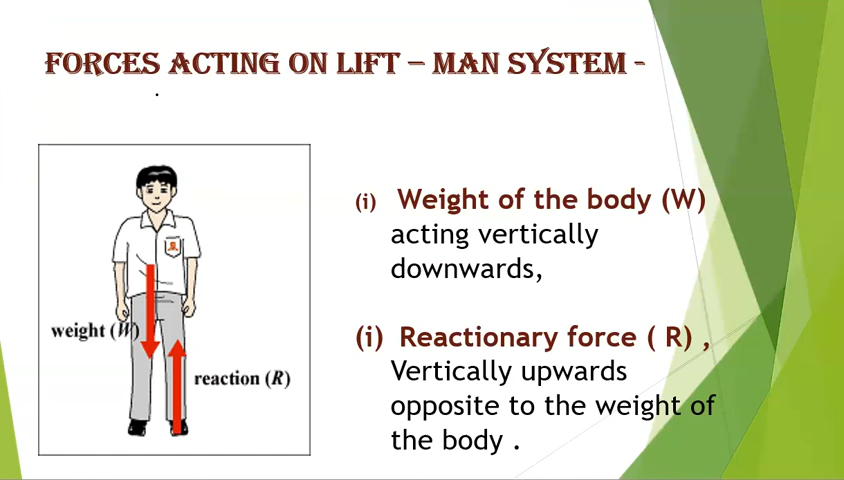 FORCES ACTING ON LIFT – MAN SYSTEM -
.
weight (W)
reaction (R)
(i) Weight of the body (W)
acting vertically
downwards,
(i) Reactionary force ( R) ,
Vertically upwards
opposite to the weight of
the body .